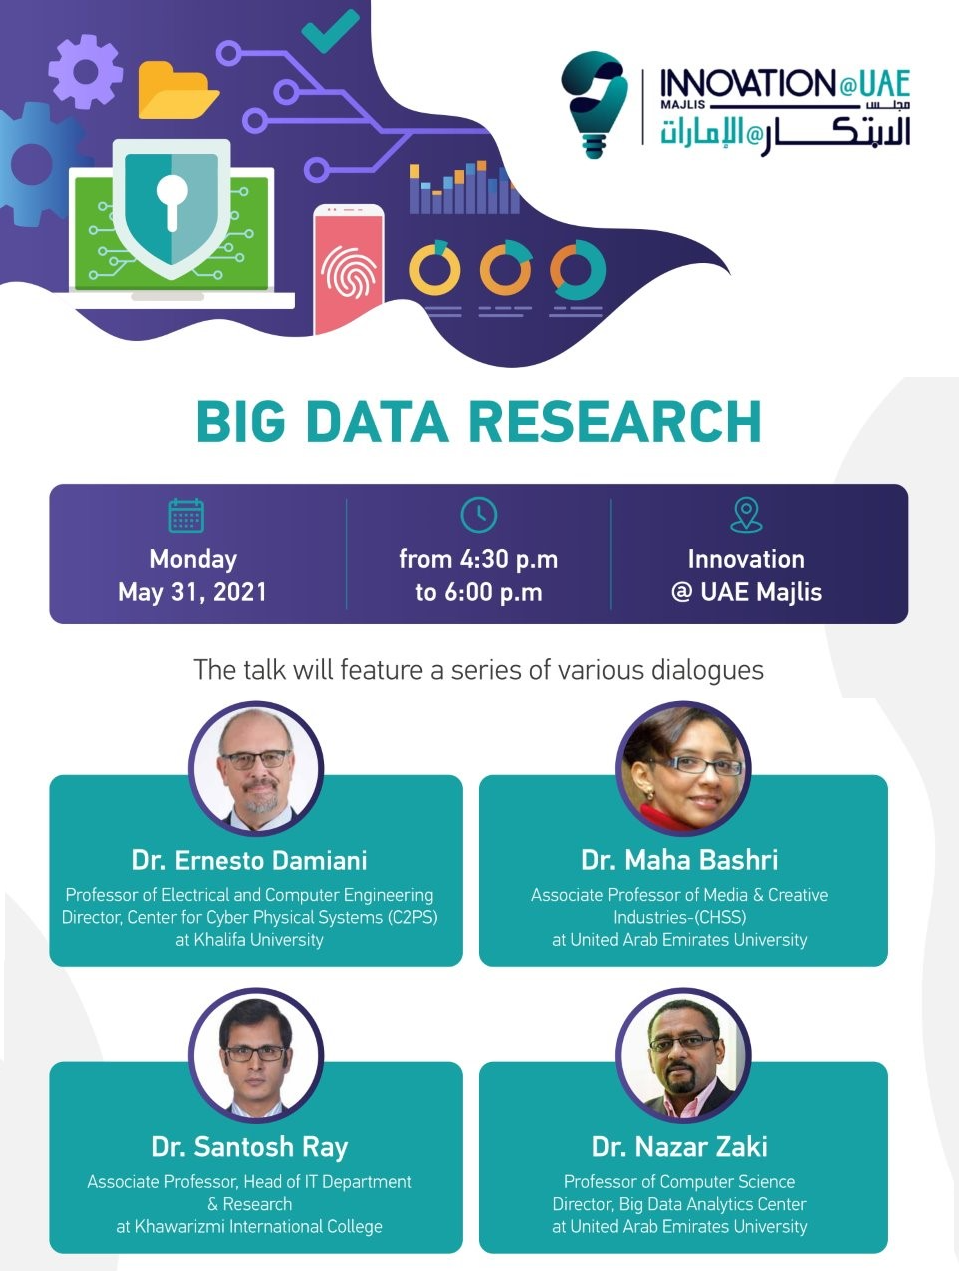 INNOVATION@UAE
MAJLIS مجلس
الابتكار@الإمارات
BIG DATA RESEARCH
Monday
May 31, 2021
from 4:30 p.m
to 6:00 p.m
Innovation
@ UAE Majlis
The talk will feature a series of various dialogues
Dr. Ernesto Damiani
Professor of Electrical and Computer Engineering
Director, Center for Cyber Physical Systems (C2PS)
at Khalifa University
Dr. Maha Bashri
Associate Professor of Media & Creative
Industries-(CHSS)
at United Arab Emirates University
Dr. Santosh Ray
Associate Professor, Head of IT Department
& Research
at Khawarizmi International College
Dr. Nazar Zaki
Professor of Computer Science
Director, Big Data Analytics Center
at United Arab Emirates University